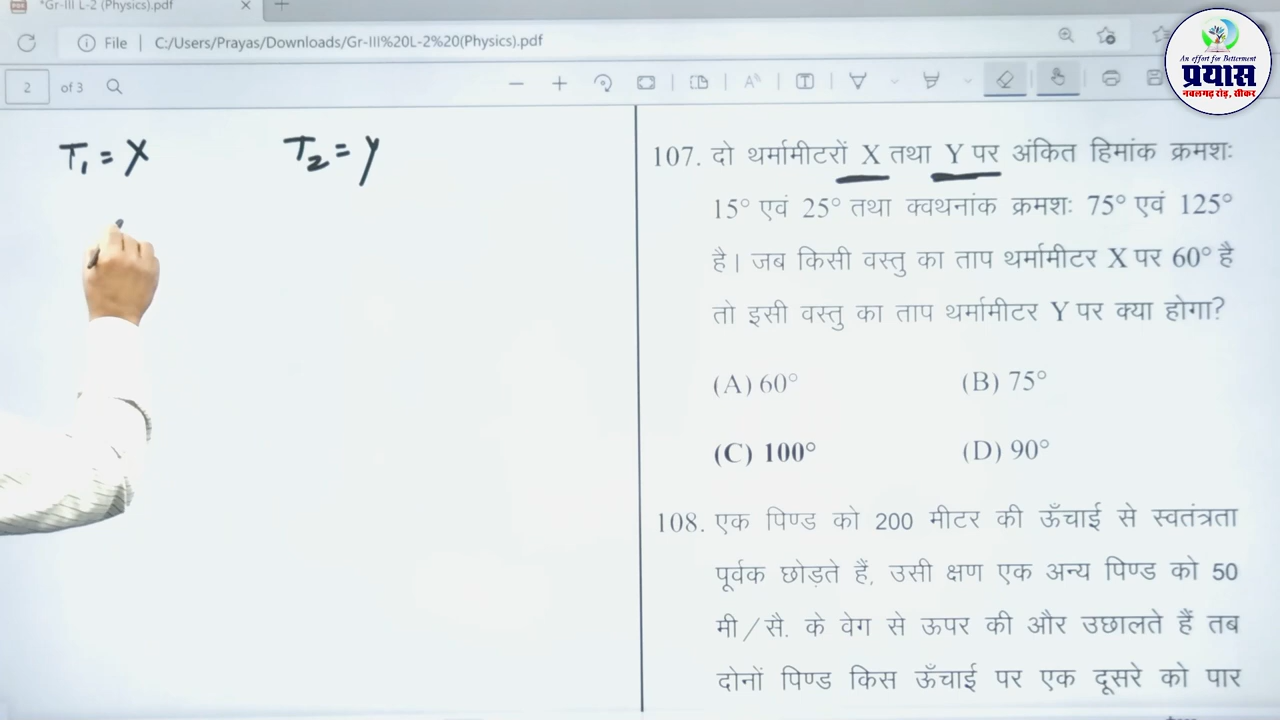 *Gr-III L-2 (Physics).pdf
File | C:/Users/Prayas/Downloads/Gr-III%20L-2%20(Physics).pdf
2 of 3
An effort for Betterment
प्रयास
नवलगढ़ रोड़, सीकर
T₁ = X T₂ = Y
107. दो थर्मामीटरों X तथा Y पर अंकित हिमांक क्रमशः
15° एवं 25° तथा क्वथनांक क्रमशः 75° एवं 125°
है। जब किसी वस्तु का ताप थर्मामीटर X पर 60° है
तो इसी वस्तु का ताप थर्मामीटर Y पर क्या होगा?
(A) 60° (B) 75°
(C) 100° (D) 90°
108. एक पिण्ड को 200 मीटर की ऊँचाई से स्वतंत्रता
पूर्वक छोड़ते हैं, उसी क्षण एक अन्य पिण्ड को 50
मी/सै. के वेग से ऊपर की और उछालते हैं तब
दोनों पिण्ड किस ऊँचाई पर एक दूसरे को पार